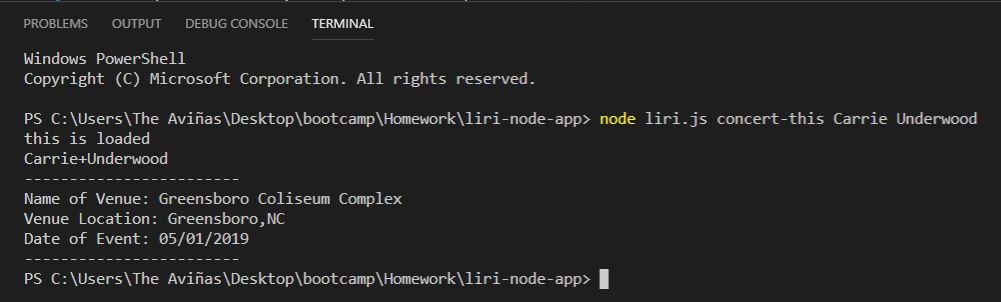 PROBLEMS OUTPUT DEBUG CONSOLE TERMINAL
Windows PowerShell
Copyright (C) Microsoft Corporation. All rights reserved.
PS C:\Users\The Aviñas\Desktop\bootcamp\Homework\liri-node-app> node liri.js concert-this Carrie Underwood
this is loaded
Carrie+Underwood
------------------------
Name of Venue: Greensboro Coliseum Complex
Venue Location: Greensboro,NC
Date of Event: 05/01/2019
------------------------
PS C:\Users\The Aviñas\Desktop\bootcamp\Homework\liri-node-app>